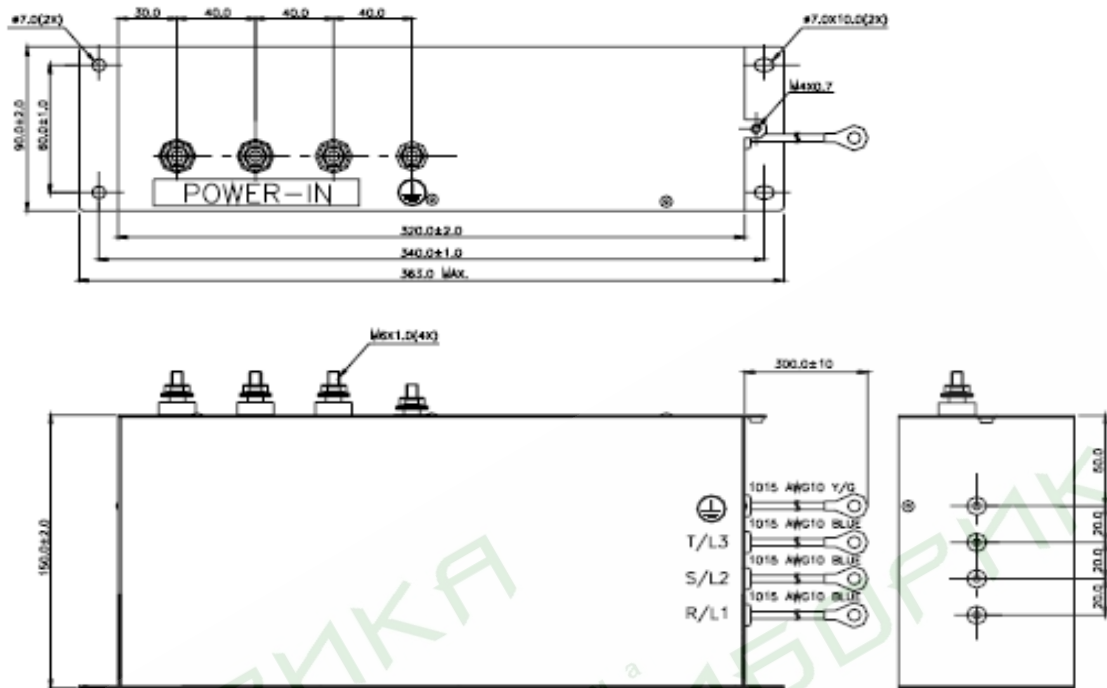 30.0 40.0 40.0 40.0
ø7.0(2X)
ø7.0X10.0(2X)
M4X0.7
90.0±2.0
60.0±1.0
POWER-IN
320.0±2.0
340.0±1.0
363.0 MAX.
M6X1.0(4X)
300.0±10
150.0±2.0
1015 AWG10 Y/G
1015 AWG10 BLUE
T/L3
1015 AWG10 BLUE
S/L2
1015 AWG10 BLUE
R/L1
20.0
20.0
20.0